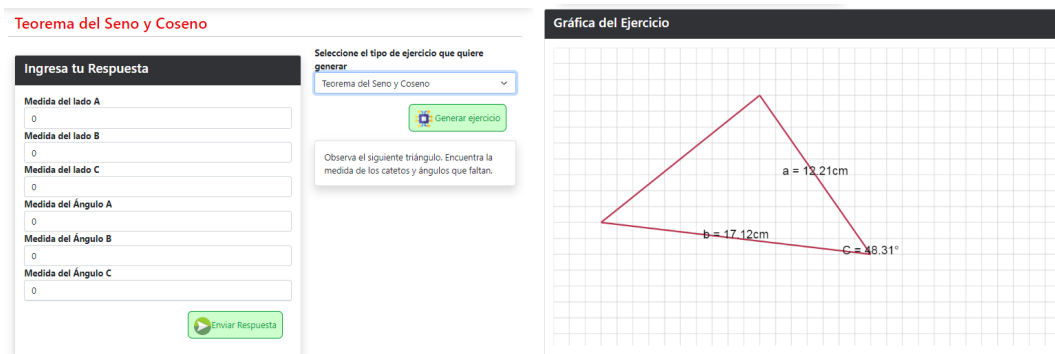 Teorema del Seno y Coseno
Ingresa tu Respuesta
Medida del lado A
0
Medida del lado B
0
Medida del lado C
0
Medida del Ángulo A
0
Medida del Ángulo B
0
Medida del Ángulo C
0
Enviar Respuesta
Seleccione el tipo de ejercicio que quiere
generar
Teorema del Seno y Coseno
Generar ejercicio
Observa el siguiente triángulo. Encuentra la
medida de los catetos y ángulos que faltan.
Gráfica del Ejercicio
a = 12.21cm
b = 17.12cm
C = 48.31°